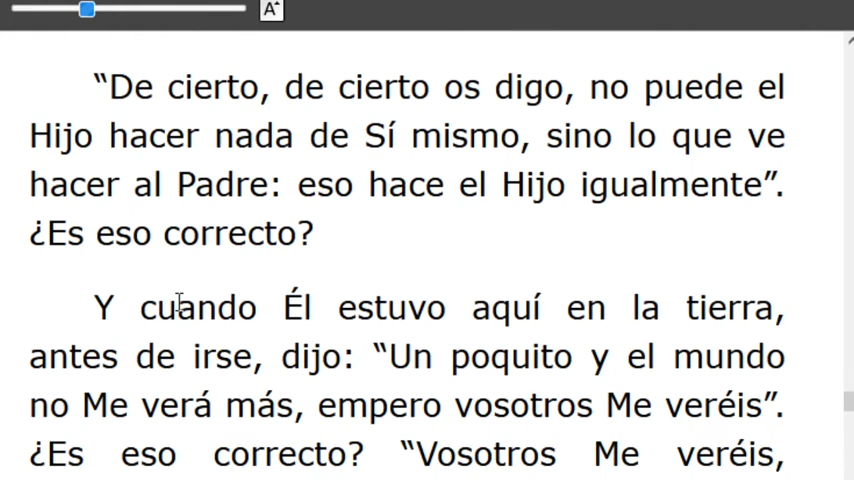 A
“De cierto, de cierto os digo, no puede el
Hijo hacer nada de Sí mismo, sino lo que ve
hacer al Padre: eso hace el Hijo igualmente”.
¿Es eso correcto?
Y cuando Él estuvo aquí en la tierra,
antes de irse, dijo: “Un poquito y el mundo
no Me verá más, empero vosotros Me veréis”.
¿Es eso correcto? “Vosotros Me veréis,